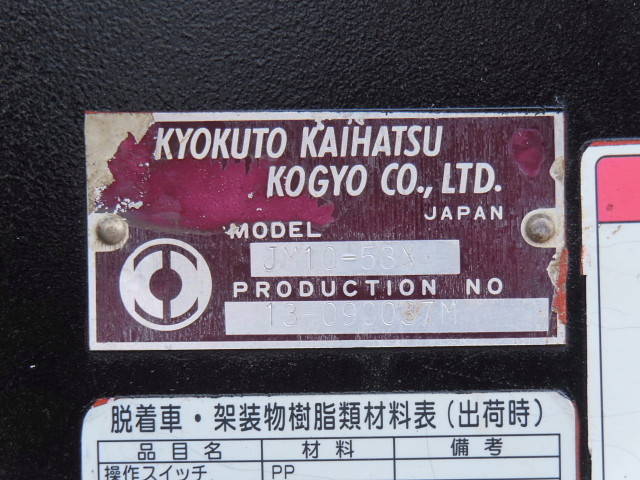 KYOKUTO KAIHATSU
KOGYO CO., LTD.
JAPAN
MODEL
PRODUCTION NO
脱着車・架装物樹脂類材料表(出荷時)
品目名 材料 備考
操作スイッチ PP